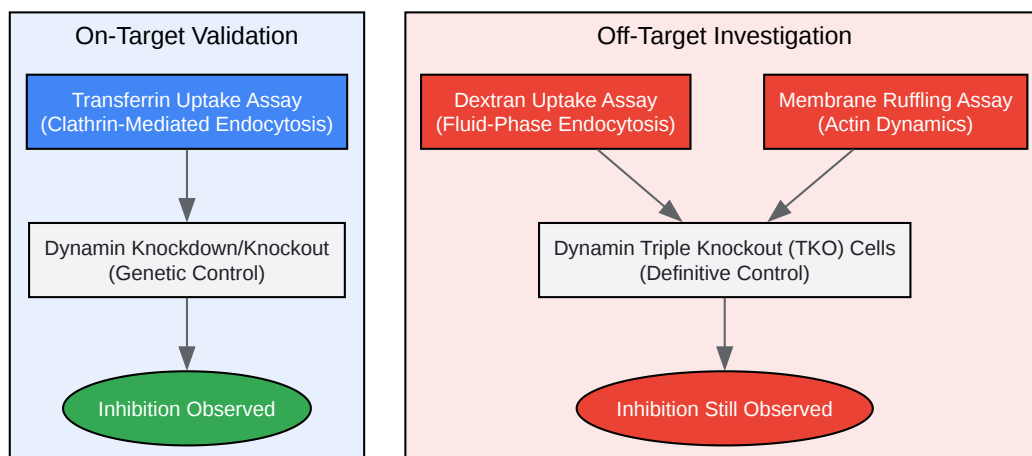 On-Target Validation
Transferrin Uptake Assay
(Clathrin-Mediated Endocytosis)
Dynamin Knockdown/Knockout
(Genetic Control)
Inhibition Observed
Off-Target Investigation
Dextran Uptake Assay
(Fluid-Phase Endocytosis)
Membrane Ruffling Assay
(Actin Dynamics)
Dynamin Triple Knockout (TKO) Cells
(Definitive Control)
Inhibition Still Observed